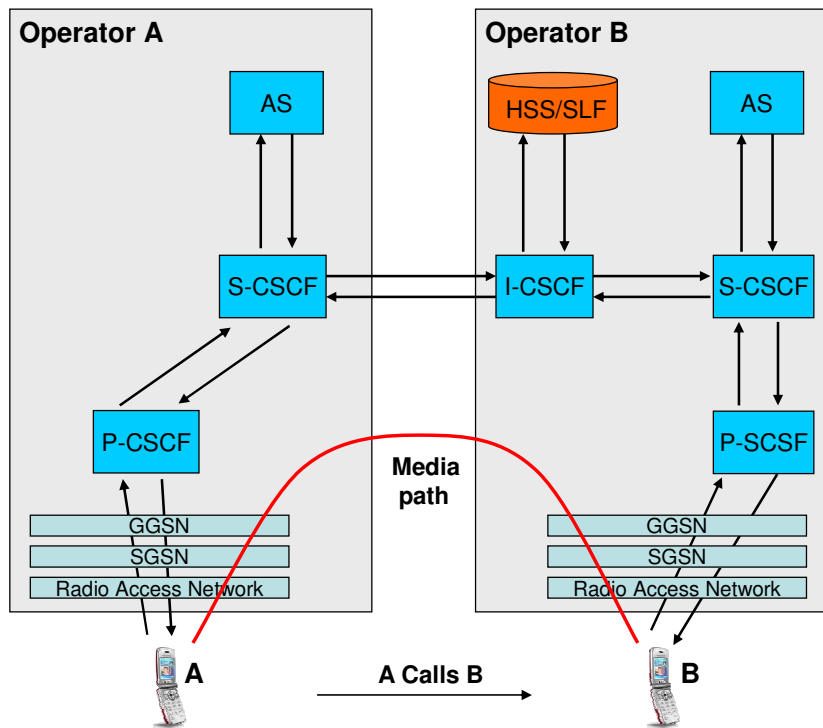 Operator A
Operator B
AS
HSS/SLF
AS
S-CSCF
I-CSCF
S-CSCF
P-CSCF
P-SCSF
Media
path
GGSN
GGSN
SGSN
SGSN
Radio Access Network
Radio Access Network
A
A Calls B
B